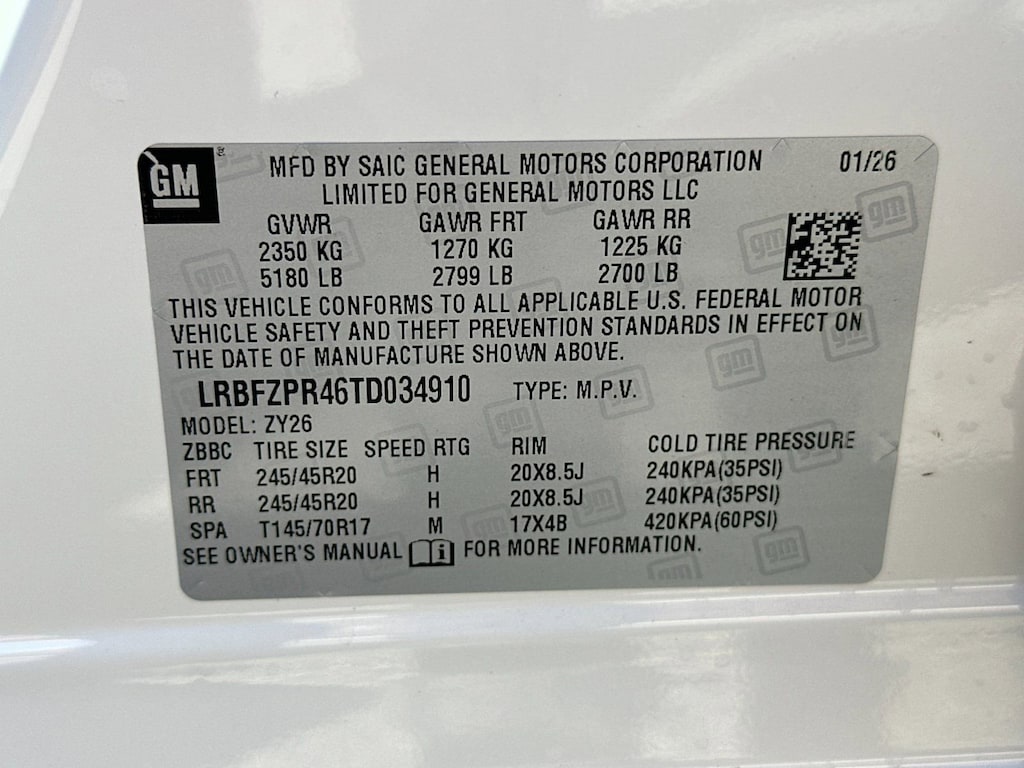 GM
MFD BY SAIC GENERAL MOTORS CORPORATION 01/26
LIMITED FOR GENERAL MOTORS LLC
GVWR GAWR FRT GAWR RR
2350 KG 1270 KG 1225 KG
5180 LB 2799 LB 2700 LB
THIS VEHICLE CONFORMS TO ALL APPLICABLE U.S. FEDERAL MOTOR
VEHICLE SAFETY AND THEFT PREVENTION STANDARDS IN EFFECT ON
THE DATE OF MANUFACTURE SHOWN ABOVE.
LRBFZPR46TD034910 TYPE: M.P.V.
MODEL: ZY26
ZBBC TIRE SIZE SPEED RTG RIM COLD TIRE PRESSURE
FRT 245/45R20 H 20X8.5J 240KPA(35PSI)
RR 245/45R20 H 20X8.5J 240KPA(35PSI)
SPA T145/70R17 M 17X4B 420KPA(60PSI)
SEE OWNER'S MANUAL i FOR MORE INFORMATION.